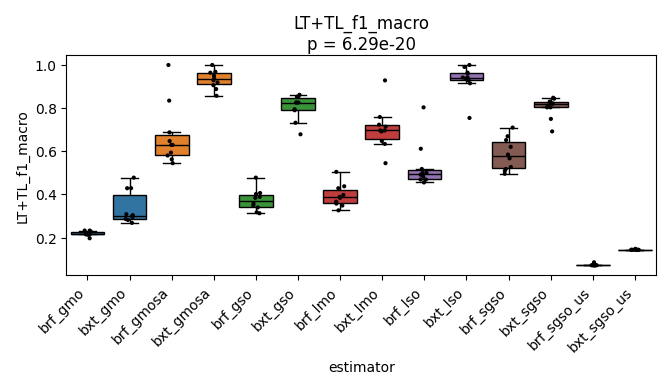 LT+TL_f1_macro
p = 6.29e-20
LT+TL_f1_macro
1.0
0.8
0.6
0.4
0.2
brf_gmo
bxt_gmo
brf_gmosa
bxt_gmosa
brf_gso
bxt_gso
brf_lmo
bxt_lmo
brf_lso
bxt_lso
brf_sgso
bxt_sgso
brf_sgso_us
bxt_sgso_us
estimator